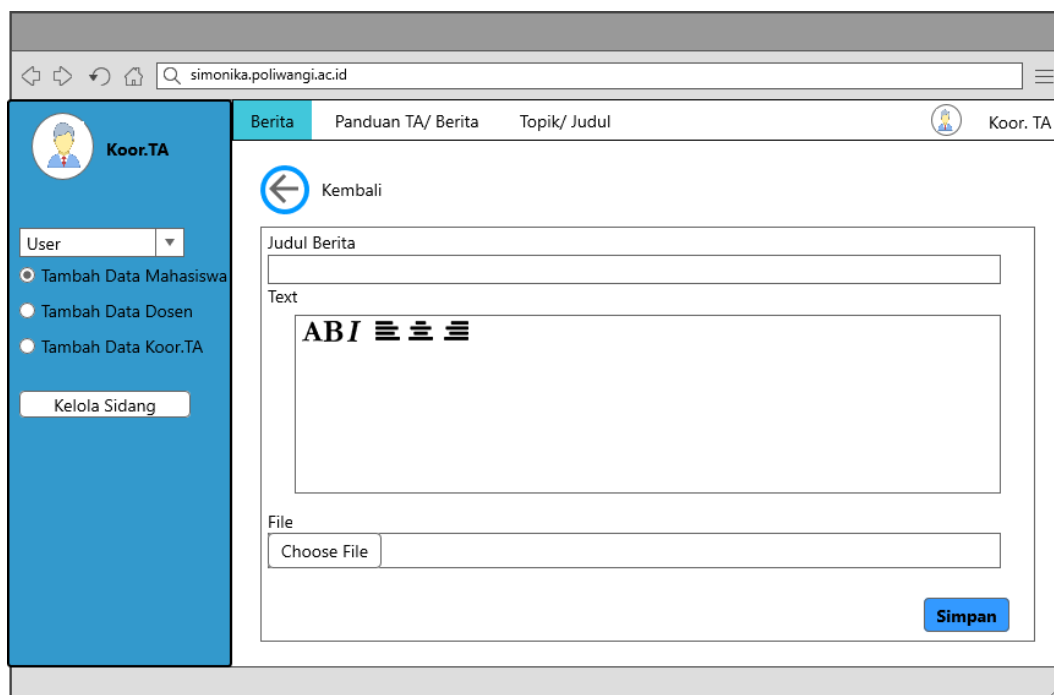 simonika.poliwangi.ac.id
Koor.TA
Berita Panduan TA/ Berita Topik/ Judul Koor. TA
Kembali
User
Tambah Data Mahasiswa
Tambah Data Dosen
Tambah Data Koor.TA
Kelola Sidang
Judul Berita
Text
ABI
File
Choose File
Simpan